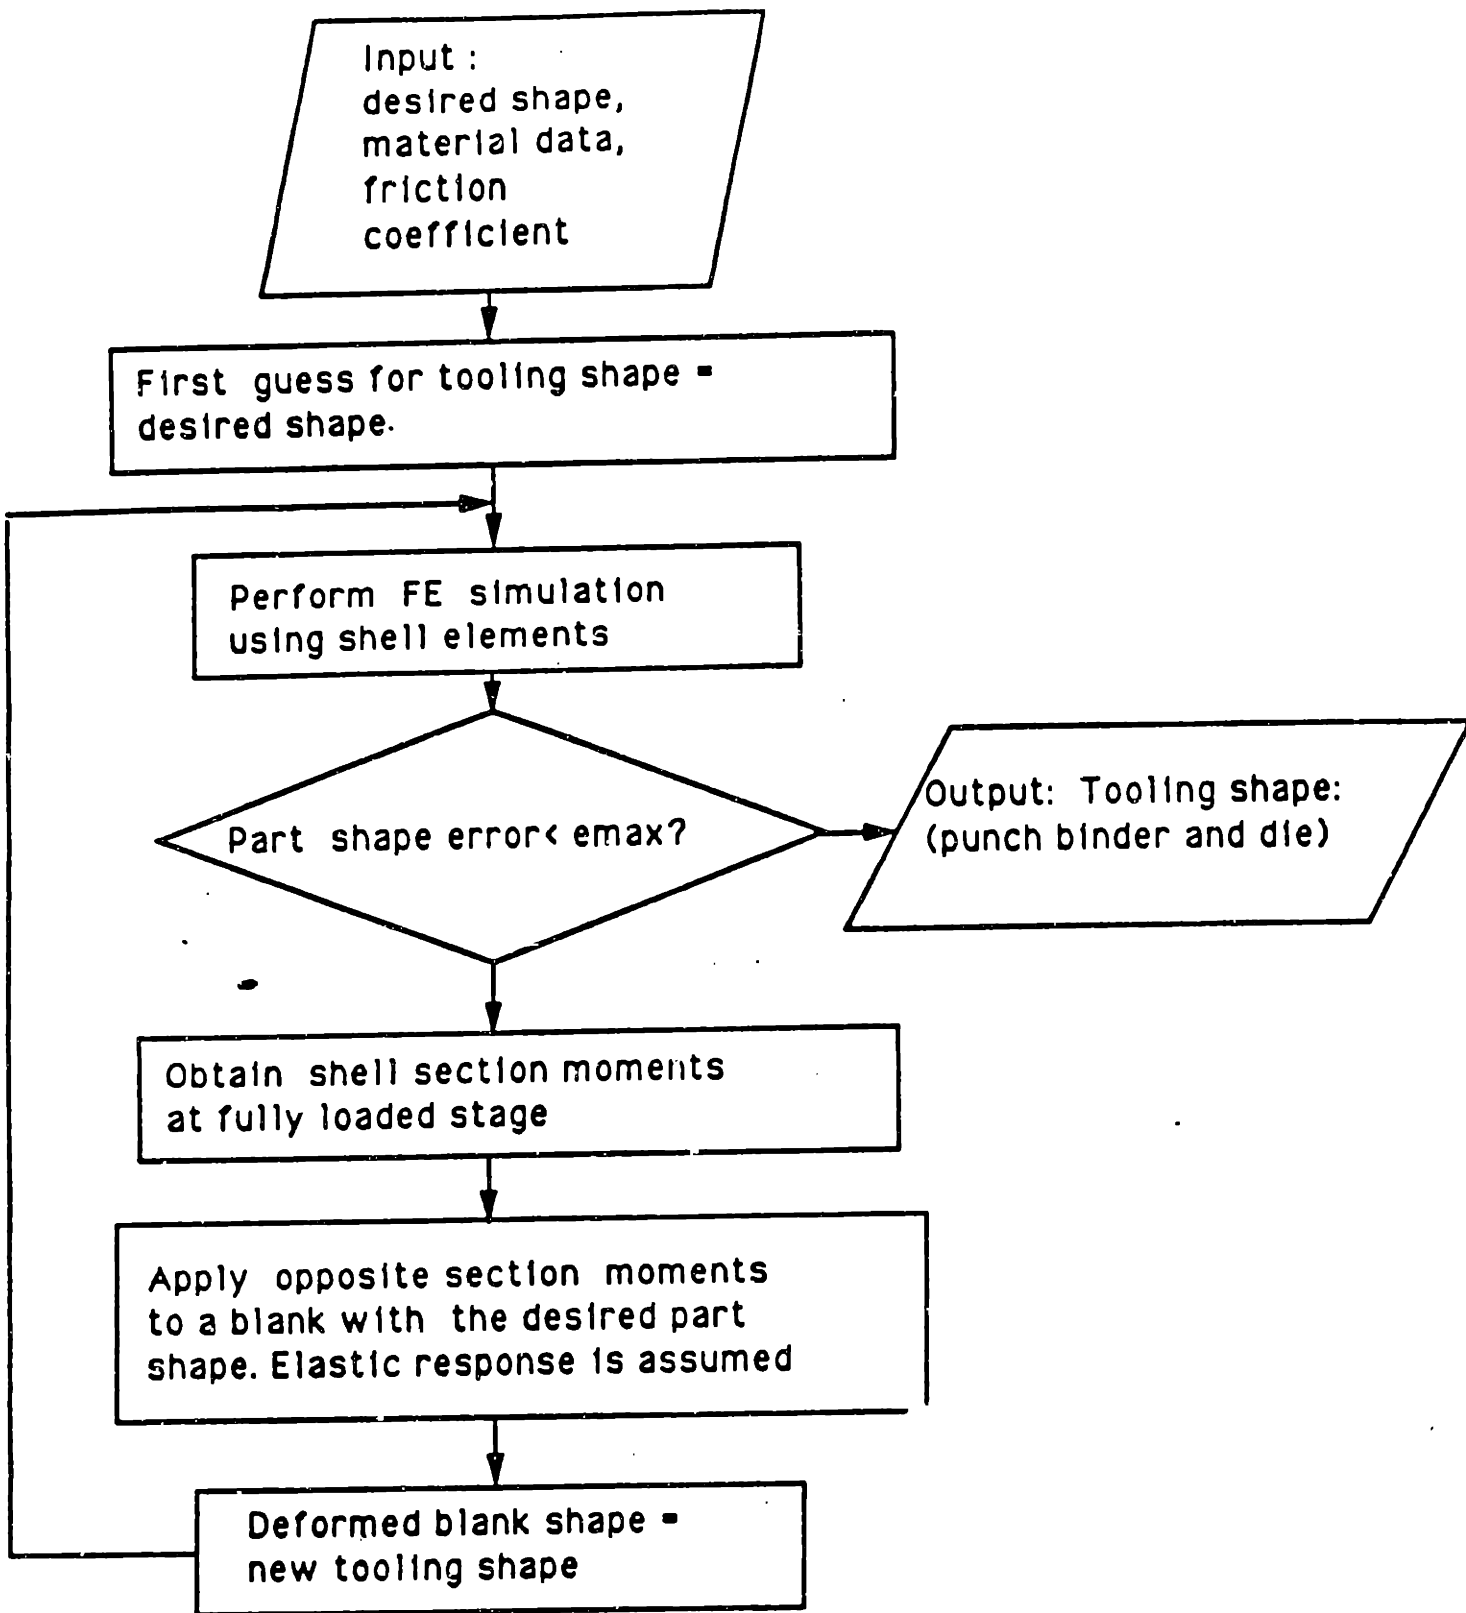 Input :
desired shape,
material data,
friction
coefficient
First guess for tooling shape =
desired shape.
Perform FE simulation
using shell elements
Part shape error< emax?
Output: Tooling shape:
(punch binder and die)
Obtain shell section moments
at fully loaded stage
Apply opposite section moments
to a blank with the desired part
shape. Elastic response is assumed
Deformed blank shape =
new tooling shape